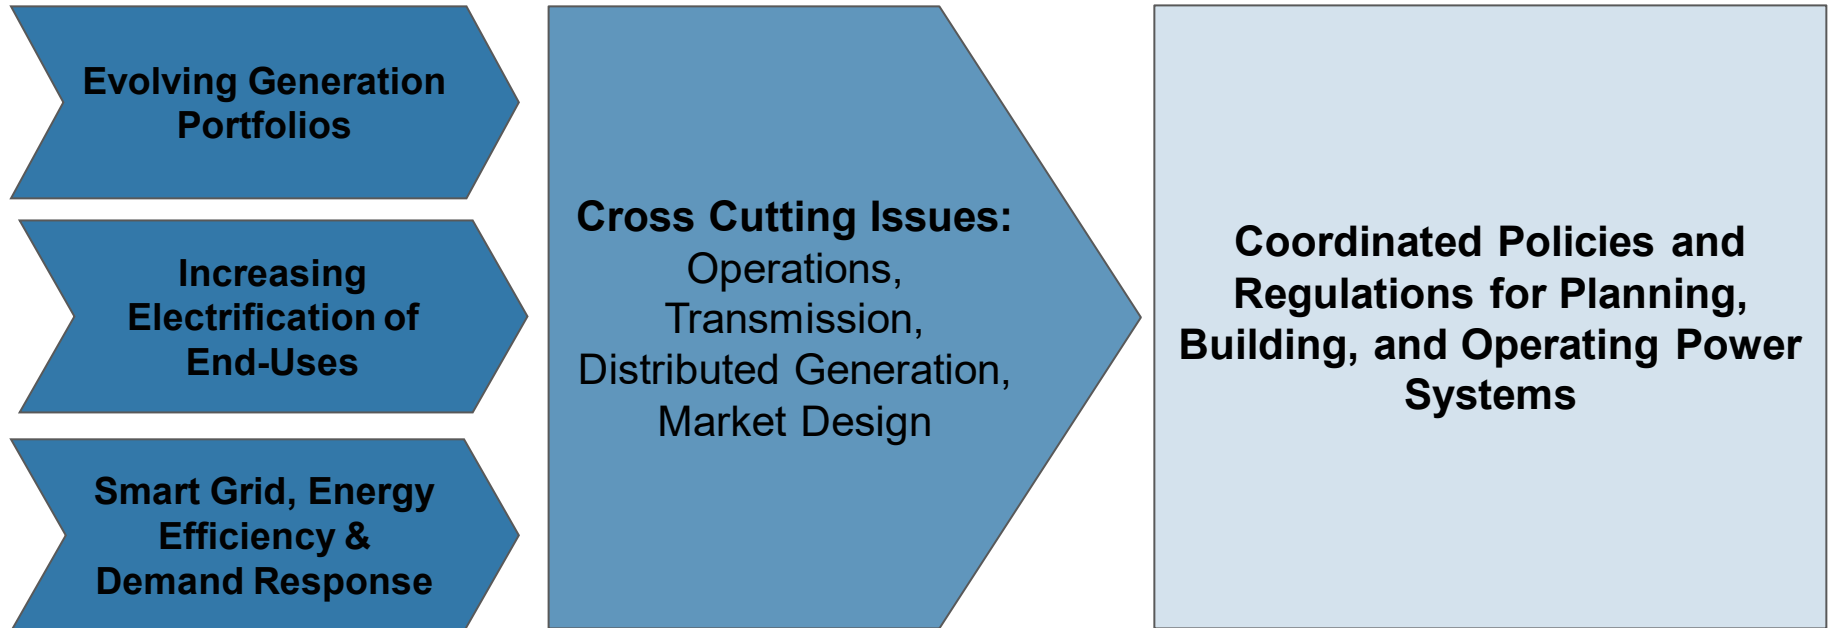 Evolving Generation
Portfolios
Increasing
Electrification of
End-Uses
Smart Grid, Energy
Efficiency &
Demand Response
Cross Cutting Issues:
Operations,
Transmission,
Distributed Generation,
Market Design
Coordinated Policies and
Regulations for Planning,
Building, and Operating Power
Systems